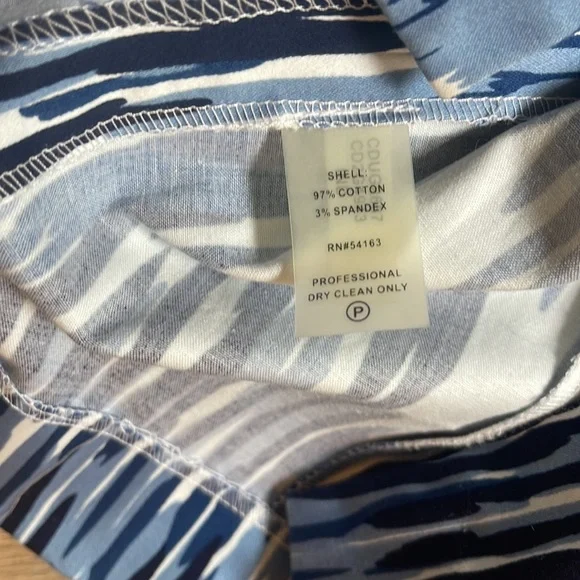 SHELL:
97% COTTON
3% SPANDEX
RN#54163
PROFESSIONAL
DRY CLEAN ONLY
P